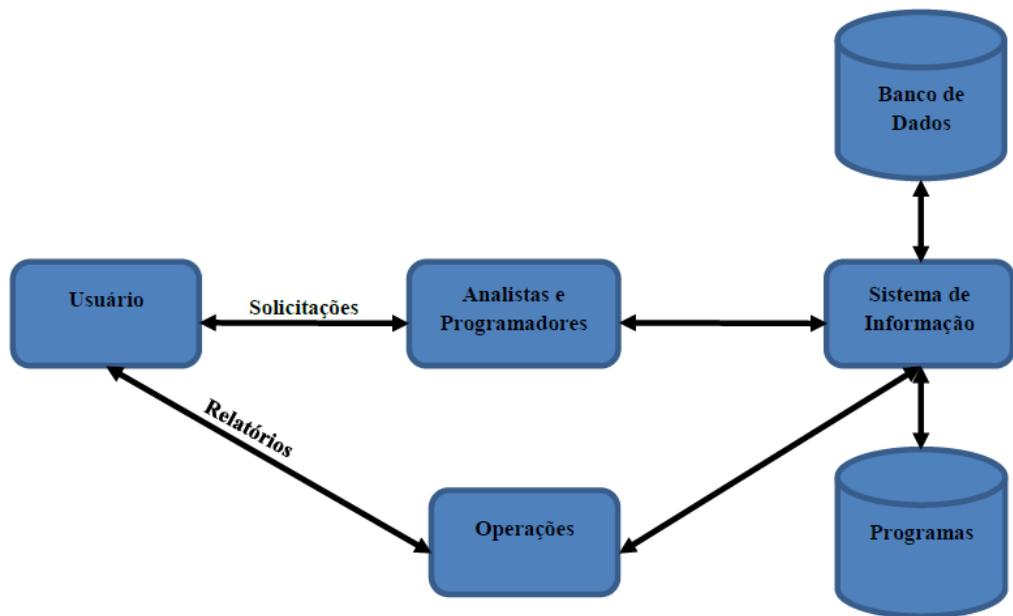 Banco de
Dados
Usuário
Solicitações
Analistas e
Programadores
Sistema de
Informação
Relatórios
Operações
Programas